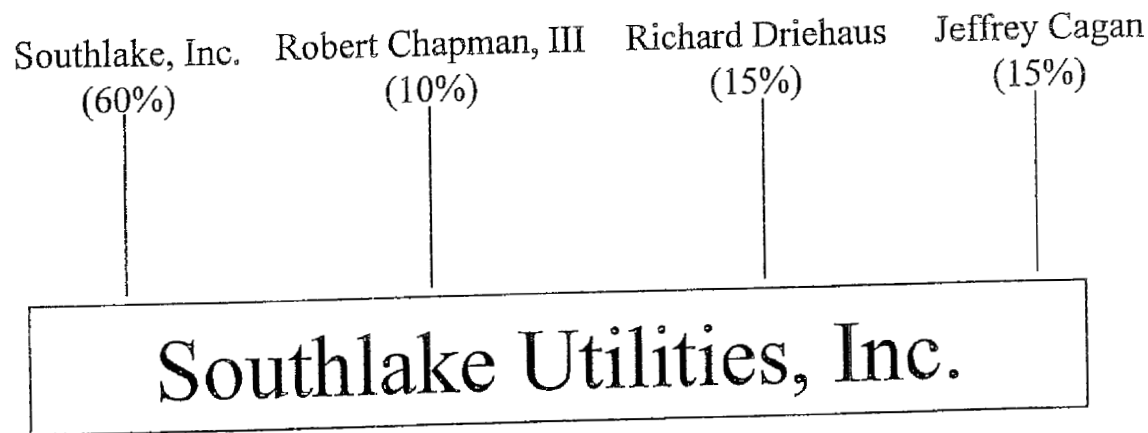 Southlake, Inc. Robert Chapman, III Richard Driehaus Jeffrey Cagan
(60%) (10%) (15%) (15%)
Southlake Utilities, Inc.